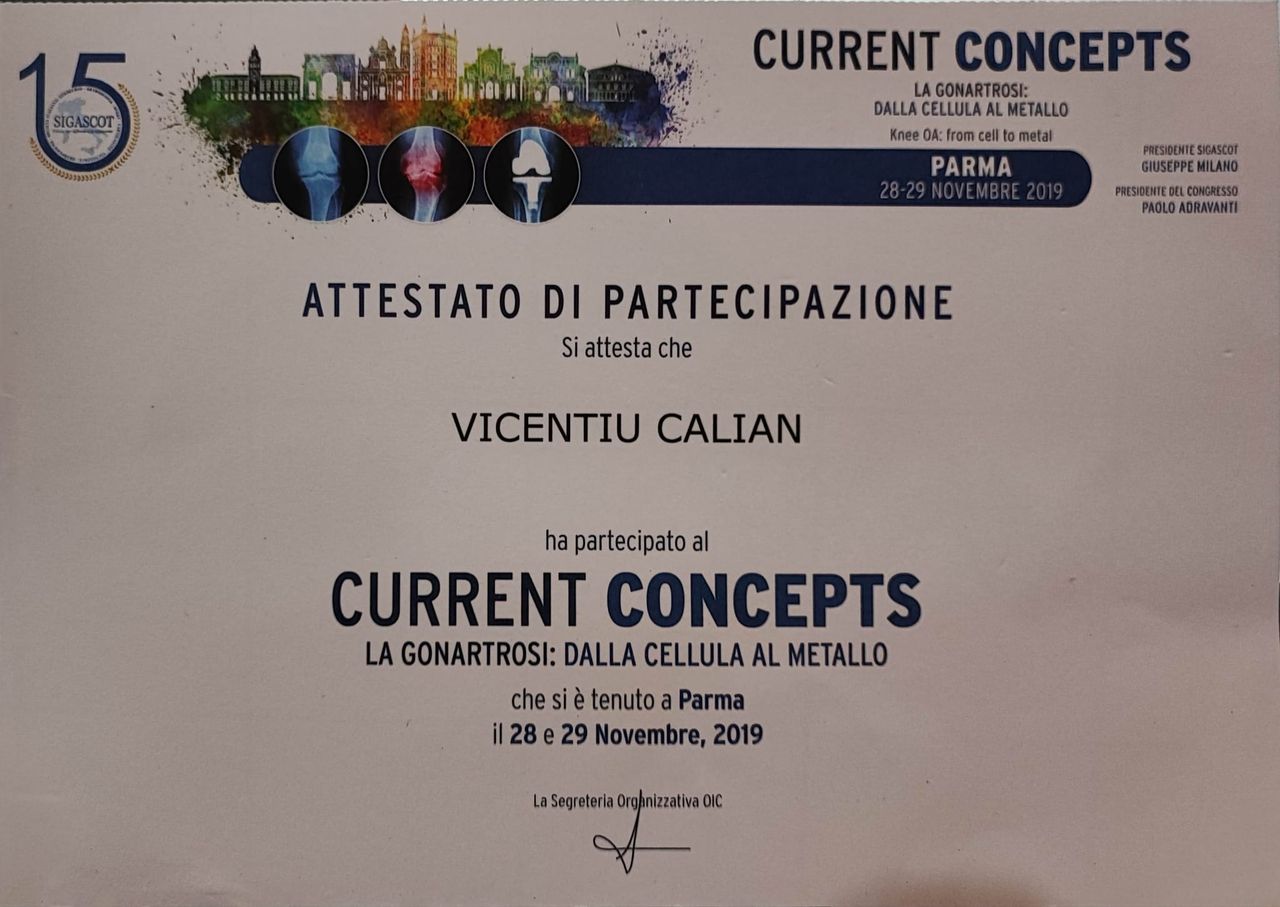 15
SIGASCOT
CURRENT CONCEPTS
LA GONARTROSI:
DALLA CELLULA AL METALLO
Knee OA: from cell to metal
PARMA
28-29 NOVEMBRE 2019
PRESIDENTE SIGASCOT
GIUSEPPE MILANO
PRESIDENTE DEL CONGRESSO
PAOLO ADRAVANTI
ATTESTATO DI PARTECIPAZIONE
Si attesta che
VICENTIU CALIAN
ha partecipato al
CURRENT CONCEPTS
LA GONARTROSI: DALLA CELLULA AL METALLO
che si è tenuto a Parma
il 28 e 29 Novembre, 2019
La Segreteria Organizzativa OIC